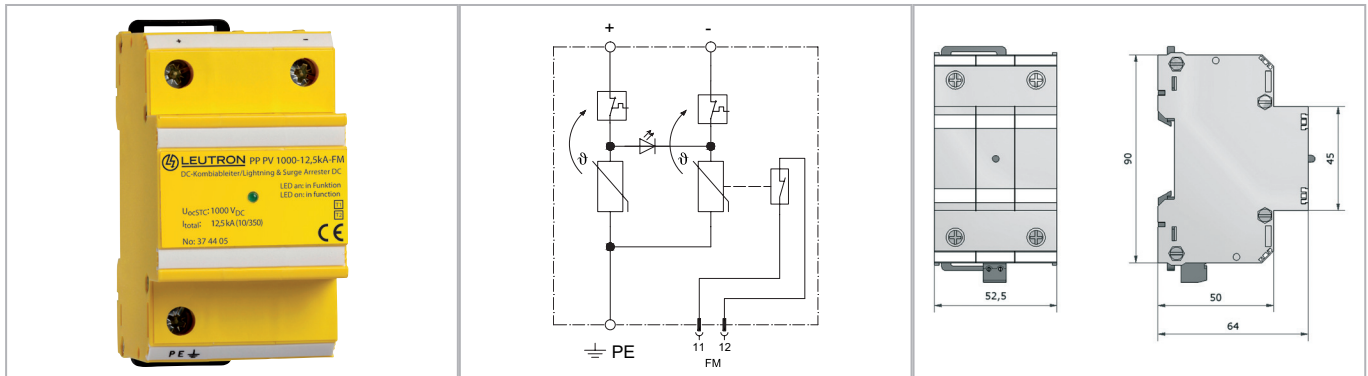 + -
LEUTRON PP PV 1000-12,5kA-FM
DC-Kombiableiter/Lightning & Surge Arrester DC
LED an: in Funktion
LED on: in function
T1
T2
UocSTC: 1000 VDC
Itotal: 12,5 kA (10/350)
CE
No: 37 44 05
PE
+ -
ϑ ϑ
PE
11 12
FM
90
45
52,5
50
64